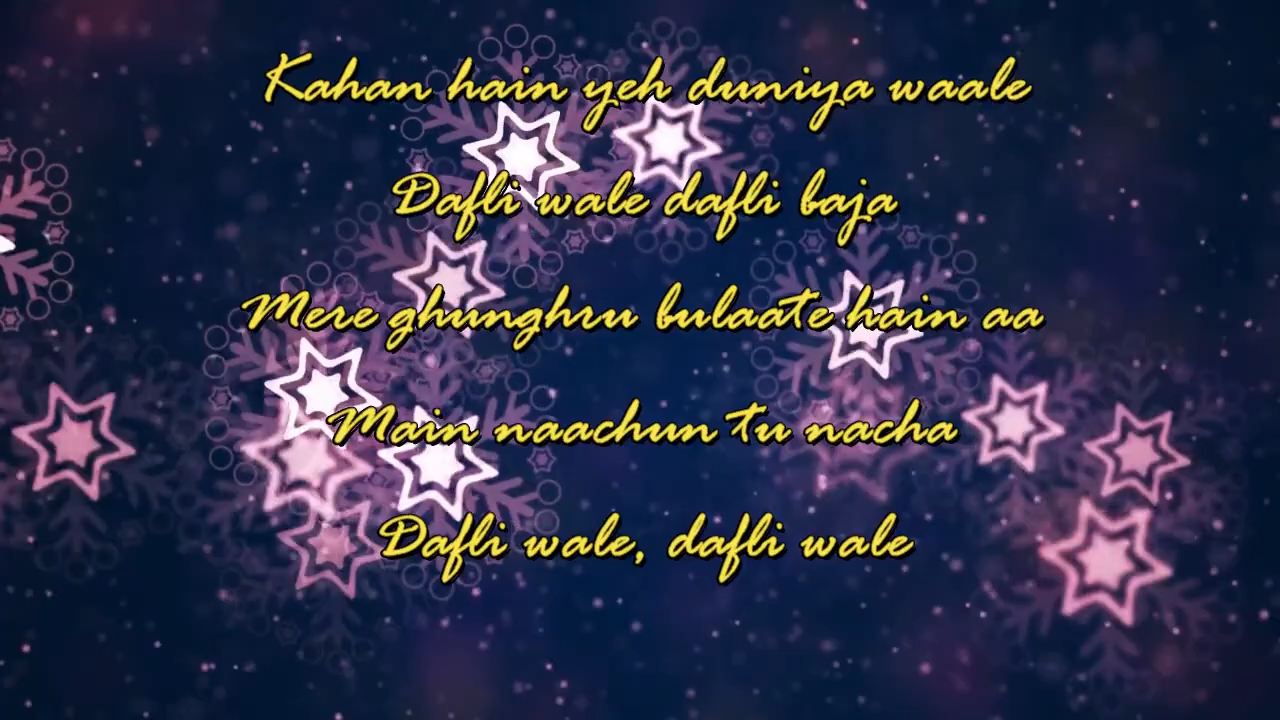 Kahan hain yeh duniya waale
Dafli wale dafli baja
Mere ghunghru bulaate hain aa
Main naachun tu nacha
Dafli wale, dafli wale